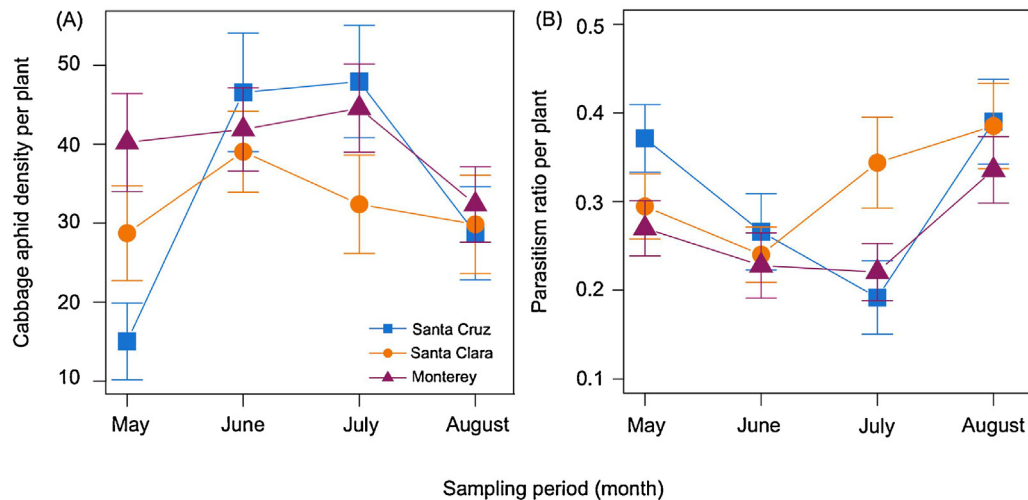 (A)
Cabbage aphid density per plant
50
40
30
20
10
Santa Cruz
Santa Clara
Monterey
May June July August
(B)
Parasitism ratio per plant
0.5
0.4
0.3
0.2
0.1
May June July August
Sampling period (month)